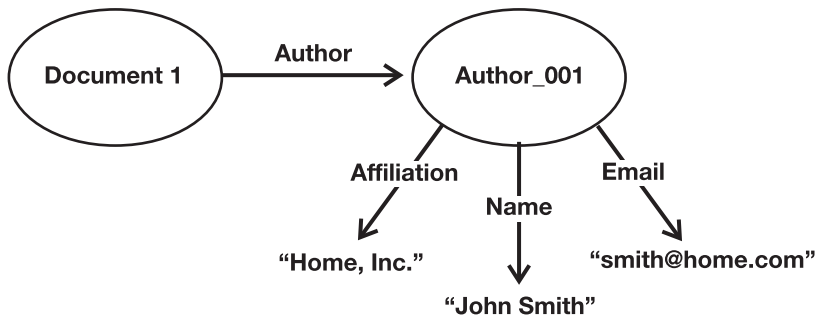 Author
Document 1
Author_001
Affiliation
Name
Email
“Home, Inc.”
“John Smith”
“smith@home.com”